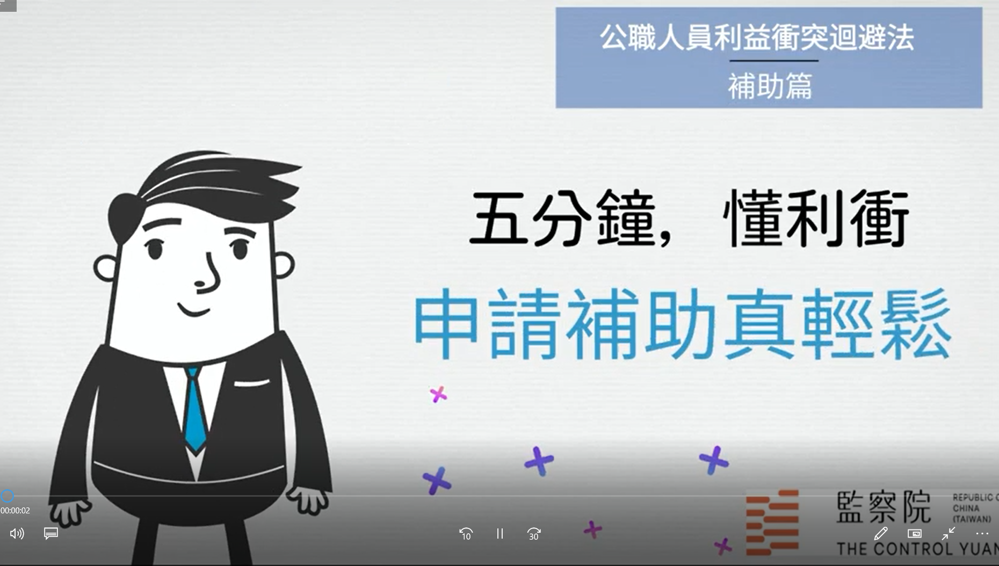 公職人員利益衝突迴避法
補助篇
五分鐘，懂利衝
申請補助真輕鬆
00:00:02
10
30
監察院
REPUBLIC O
CHINA
(TAIWAN)
THE CONTROL YUAN